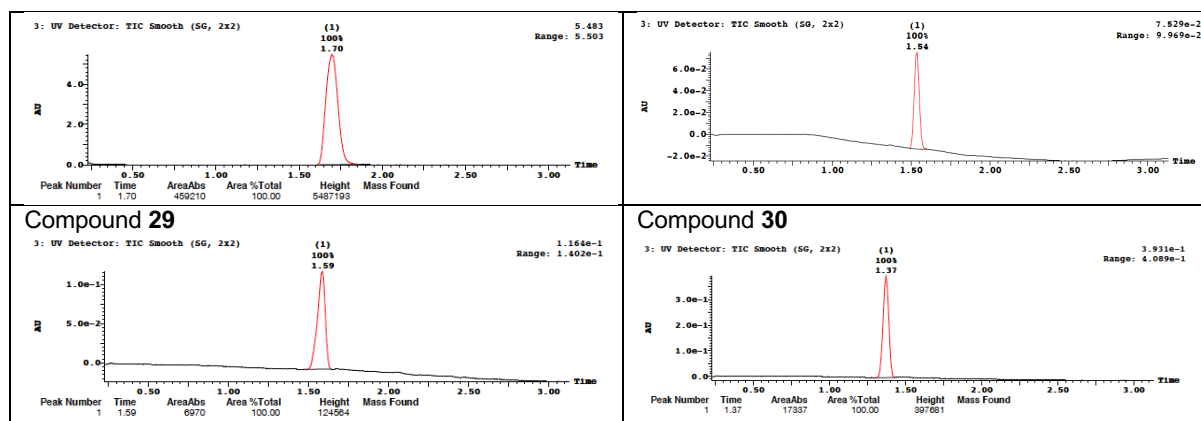 3: UV Detector: TIC Smooth (SG, 2x2)
(1)
100%
1.70
5.483
Range: 5.503
AU
4.0
2.0
0.0
0.50 1.00 1.50 2.00 2.50 3.00
Time
Peak Number Time AreaAbs Area %Total Height Mass Found
1 1.70 459210 100.00 5487193
3: UV Detector: TIC Smooth (SG, 2x2)
(1)
100%
1.54
7.529e-2
Range: 9.969e-2
AU
6.0e-2
4.0e-2
2.0e-2
0.0
-2.0e-2
0.50 1.00 1.50 2.00 2.50 3.00
Time
Compound 29
3: UV Detector: TIC Smooth (SG, 2x2)
(1)
100%
1.59
1.164e-1
Range: 1.402e-1
AU
1.0e-1
5.0e-2
0.0
0.50 1.00 1.50 2.00 2.50 3.00
Time
Peak Number Time AreaAbs Area %Total Height Mass Found
1 1.59 6970 100.00 124564
Compound 30
3: UV Detector: TIC Smooth (SG, 2x2)
(1)
100%
1.37
3.931e-1
Range: 4.089e-1
AU
3.0e-1
2.0e-1
1.0e-1
0.0
0.50 1.00 1.50 2.00 2.50 3.00
Time
Peak Number Time AreaAbs Area %Total Height Mass Found
1 1.37 17337 100.00 397681